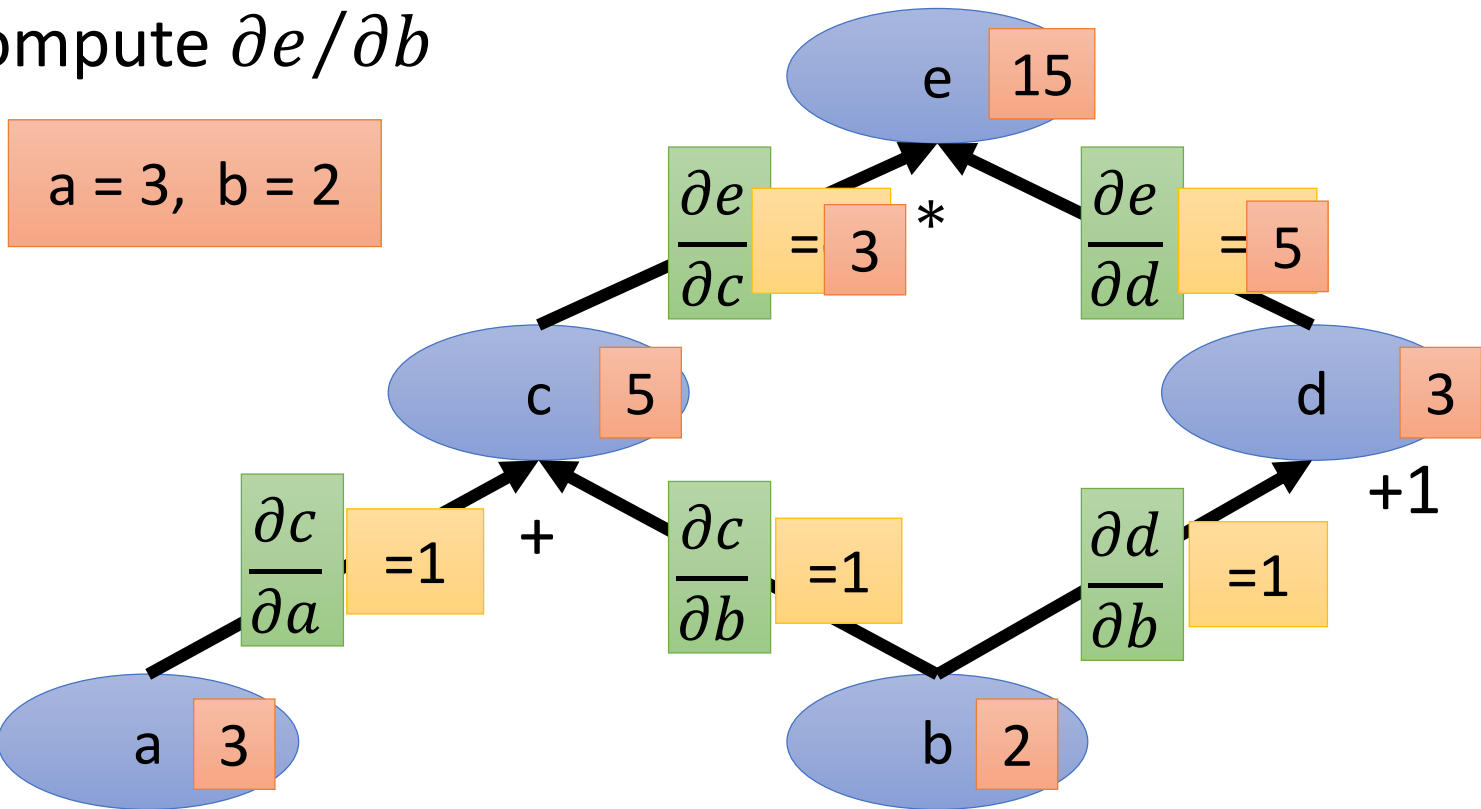 ompute ∂e/∂b
e 15
a = 3, b = 2
∂e/∂c = 3
*
∂e/∂d = 5
c 5
d 3
+1
∂c/∂a =1
+
∂c/∂b =1
∂d/∂b =1
a 3
b 2